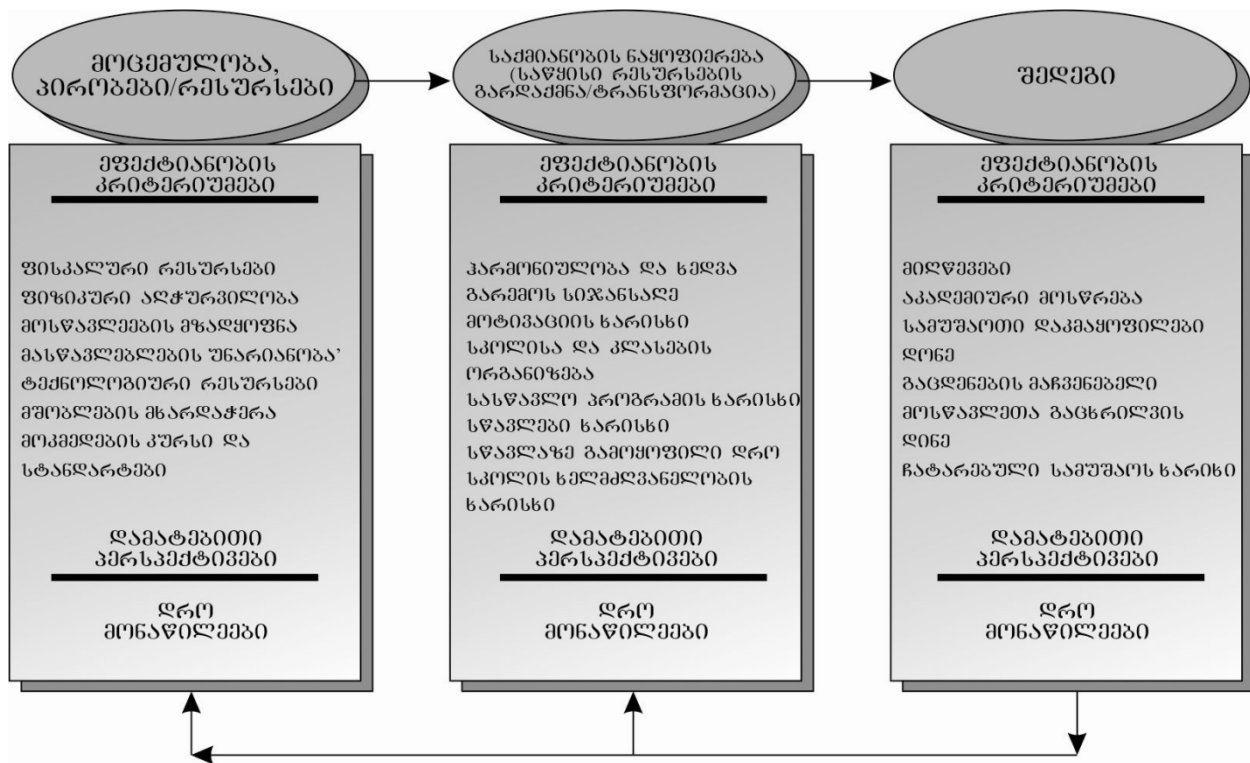 მოცემულობა,
პირობები/რესურსები
ეფექტიანობის
კრიტერიუმები
ფისკალური რესურსები
ფიზიკური აღჭურვილობა
მოსწავლეების მზადყოფნა
მასწავლებლების უნარიანობა'
ტექნოლოგიური რესურსები
მშობლების მხარდაჭერა
მოკმედების კურსი და
სტანდარტები
დამატებითი
პერსპექტივები
დრო
მონაწილეები
საქმიანობის ნაყოფიერება
(საწყისი რესურსების
გარდაქმნა/ტრანსფორმაცია)
ეფექტიანობის
კრიტერიუმები
ჰარმონიულობა და ხედვა
გარემოს სიჯანსაღე
მოტივაციის ხარისხი
სკოლისა და კლასების
ორგანიზება
სასწავლო პროგრამის ხარისხი
სწავლები ხარისხი
სწავლაზე გამოყოფილი დრო
სკოლის ხელმძღვანელობის
ხარისხი
დამატებითი
პერსპექტივები
დრო
მონაწილეები
შედეგი
ეფექტიანობის
კრიტერიუმები
მიღწევები
აკადემიური მოსწრება
სამუშაოთი დაკმაყოფილები
დონე
გაცდენების მაჩვენებელი
მოსწავლეთა გაცხრილვის
დინე
ჩატარებული სამუშაოს ხარიხი
დამატებითი
პერსპექტივები
დრო
მონაწილეები